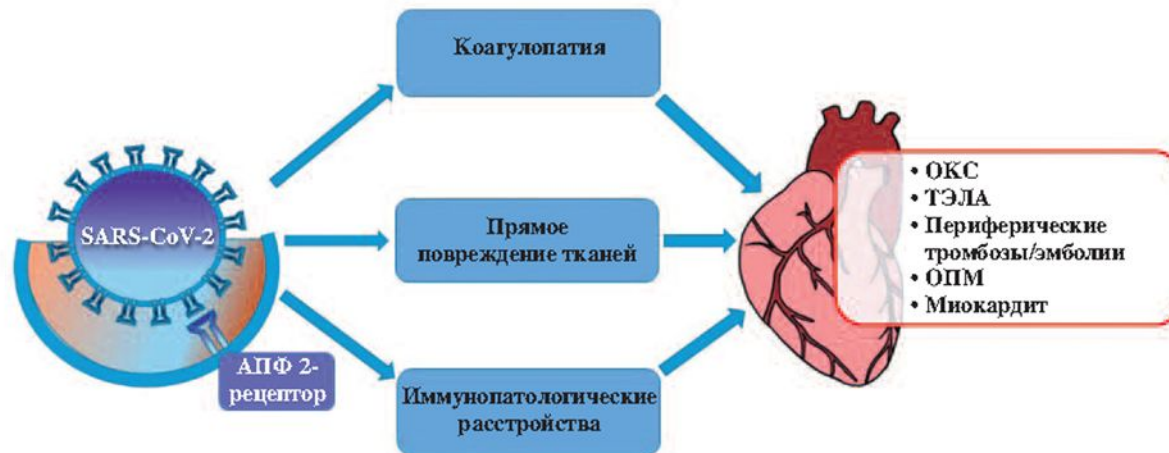 Коагулопатия
SARS-CoV-2
АПФ 2-
рецептор
Прямое
повреждение тканей
Иммунопатологические
расстройства
• ОКС
• ТЭЛА
• Периферические
тромбозы/эмболии
• ОПМ
• Миокардит